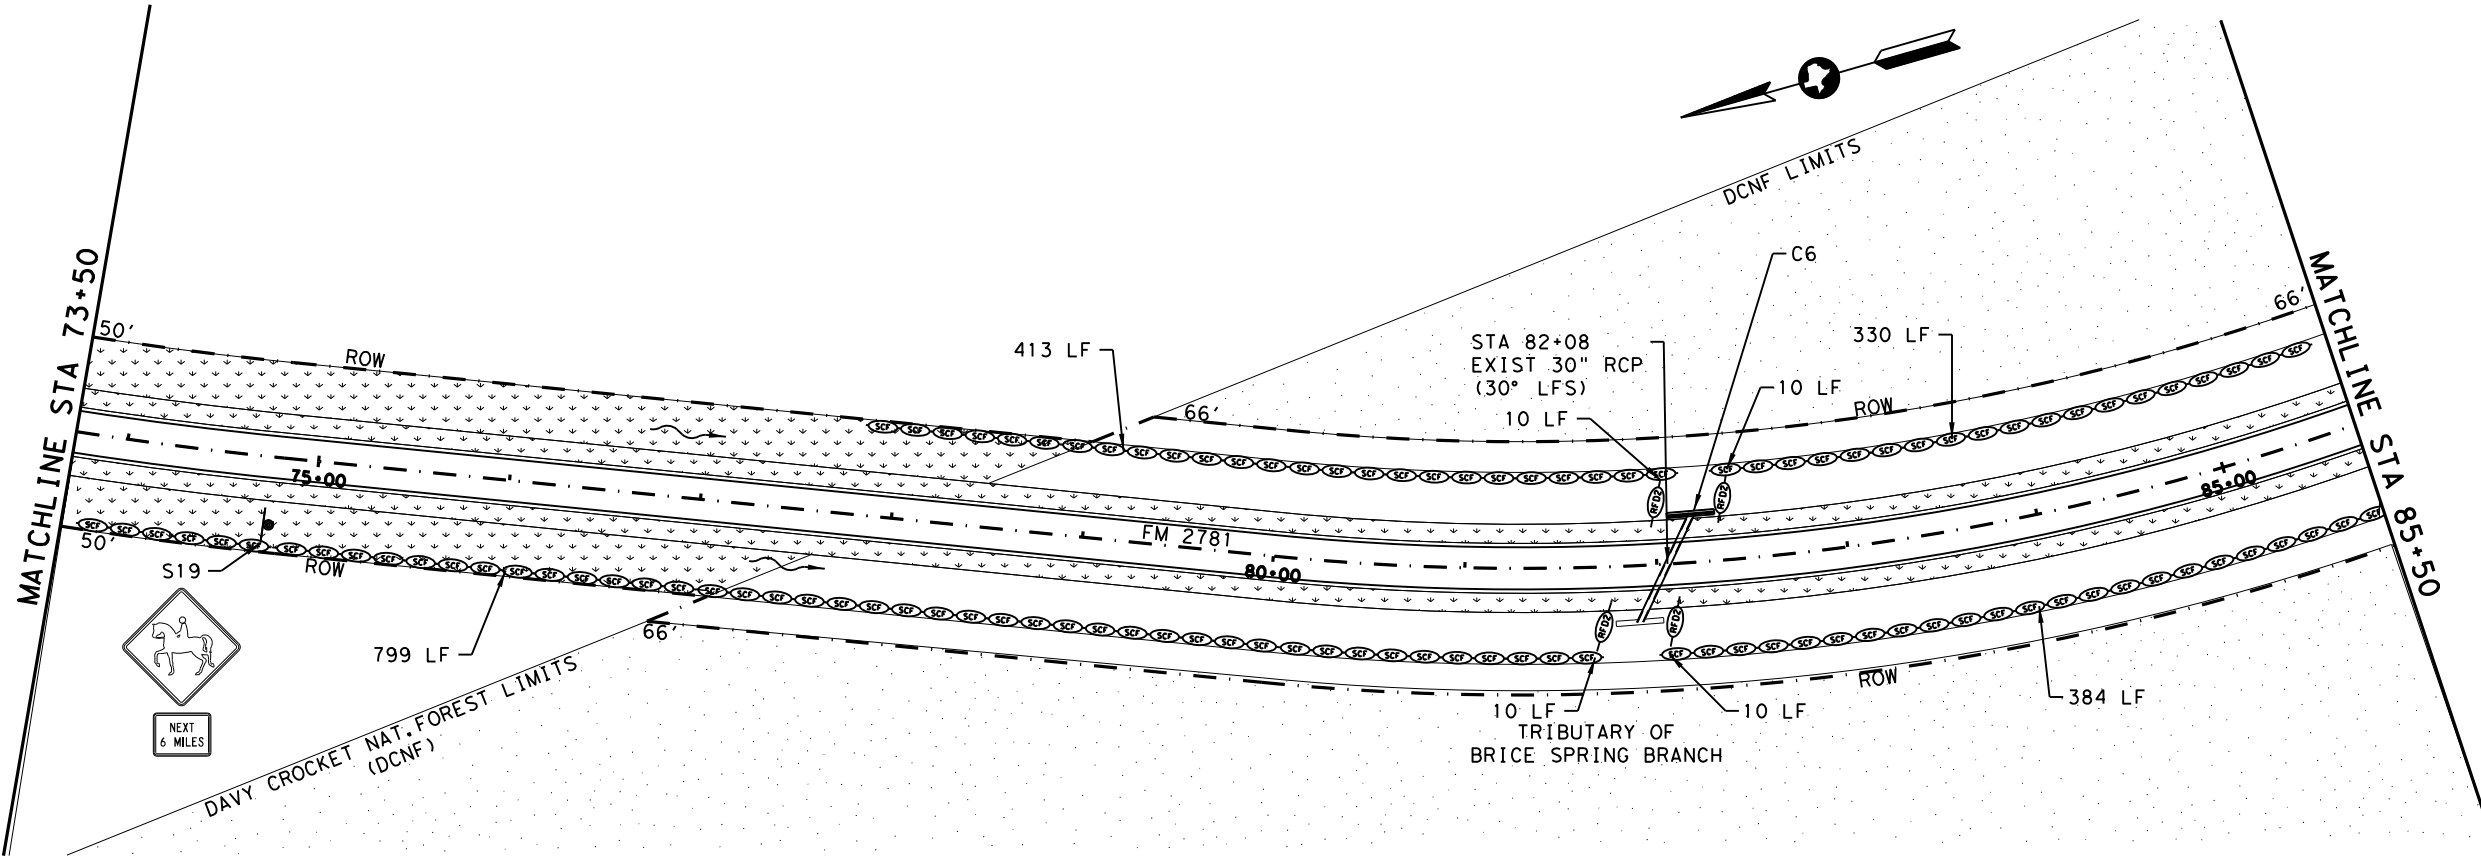 MATCHLINE STA 73+50
50'
ROW
75+00
50'
S19
ROW
NEXT
6 MILES
799 LF
66'
DAVY CROCKET NAT. FOREST LIMITS
(DCNF)
413 LF
66'
FM 2781
80+00
DCNF LIMITS
C6
STA 82+08
EXIST 30" RCP
(30° LFS)
10 LF
10 LF
330 LF
ROW
66'
RFD2
RFD2
RFD2
RFD2
SCF
10 LF
10 LF
TRIBUTARY OF
BRICE SPRING BRANCH
ROW
384 LF
85+00
MATCHLINE STA 85+50